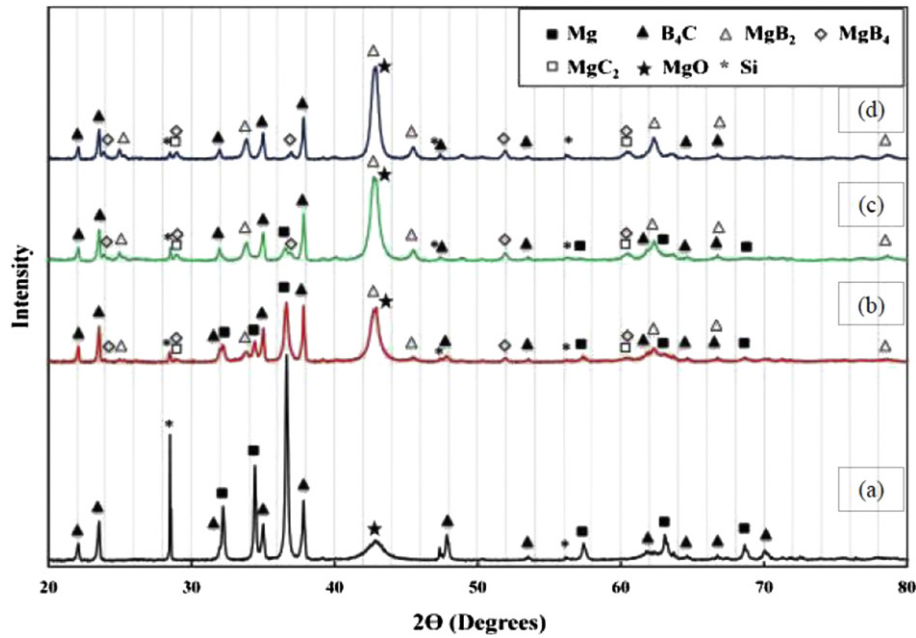 Mg B₄C MgB₂ MgB₄
MgC₂ MgO Si
(d)
(c)
(b)
(a)
Intensity
20 30 40 50 60 70 80
2Θ (Degrees)